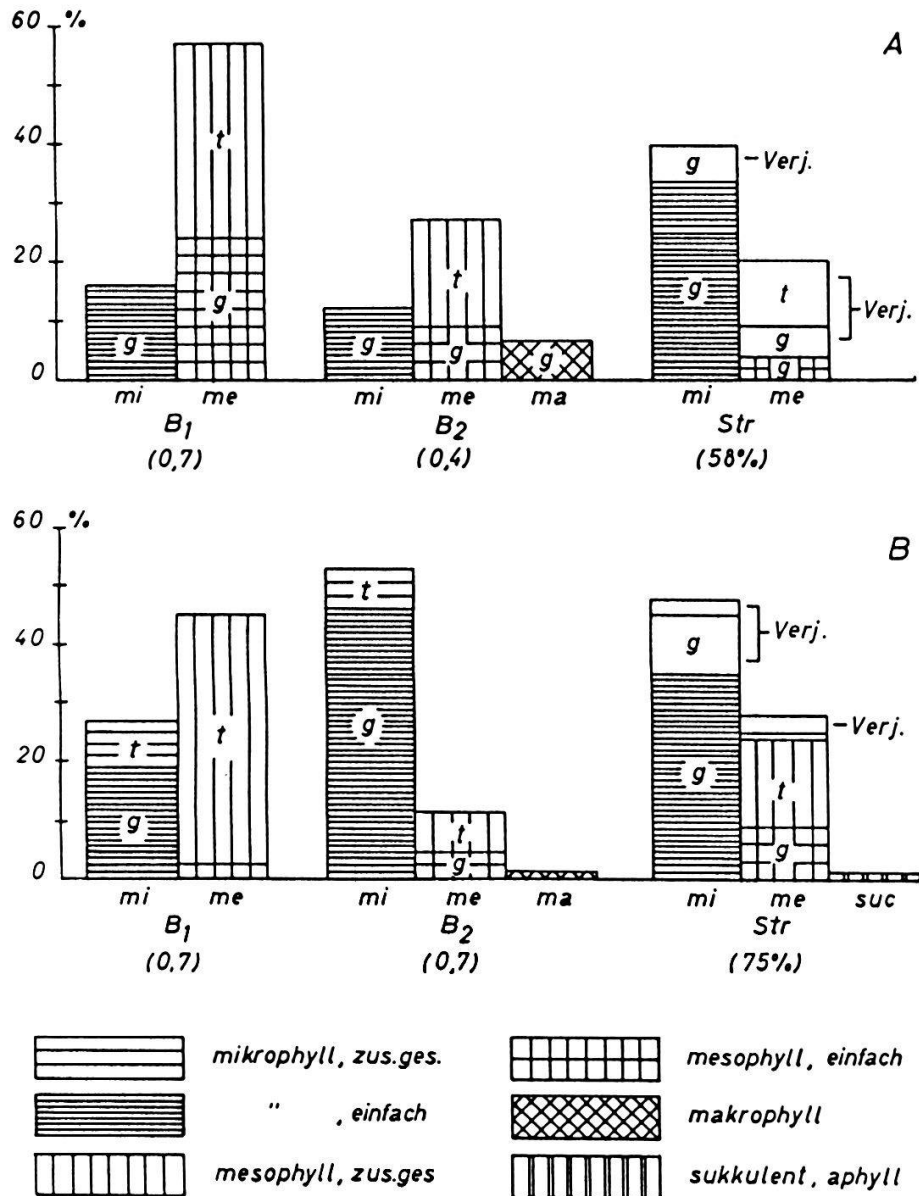 60 %
A
t
40
g
Verj.
20
t
t
g
g
g
Verj.
g
g
g
g
0
mi me mi me ma mi me
B1 B2 Str
(0,7) (0,4) (58%)
60 %
B
t
Verj.
40
g
t
t
g
Verj.
20
t
g
t
g
t
g
g
0
mi me mi me ma mi me suc
B1 B2 Str
(0,7) (0,7) (75%)
mikrophyll, zus.ges. mesophyll, einfach
" , einfach makrophyll
mesophyll, zus.ges sukkulent, aphyll